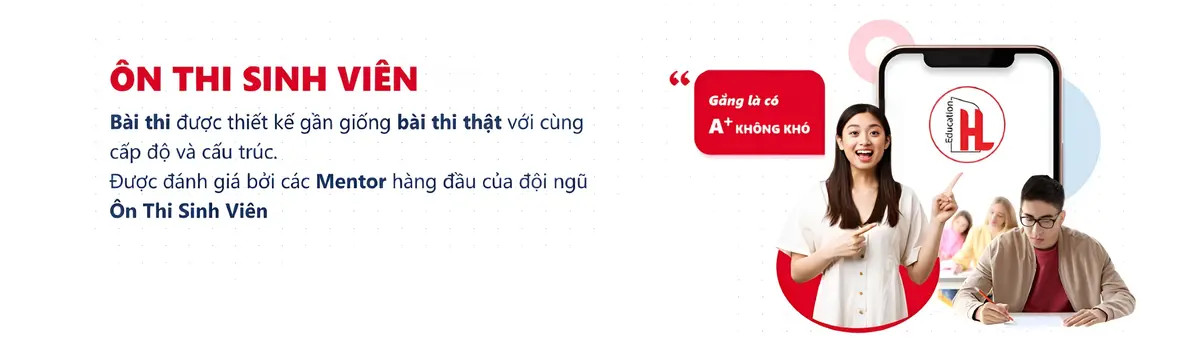 ÔN THI SINH VIÊN
Bài thi được thiết kế gần giống bài thi thật với cùng
cấp độ và cấu trúc.
Được đánh giá bởi các Mentor hàng đầu của đội ngũ
Ôn Thi Sinh Viên
“
Gắng là có
A+ KHÔNG KHÓ
Education
HL